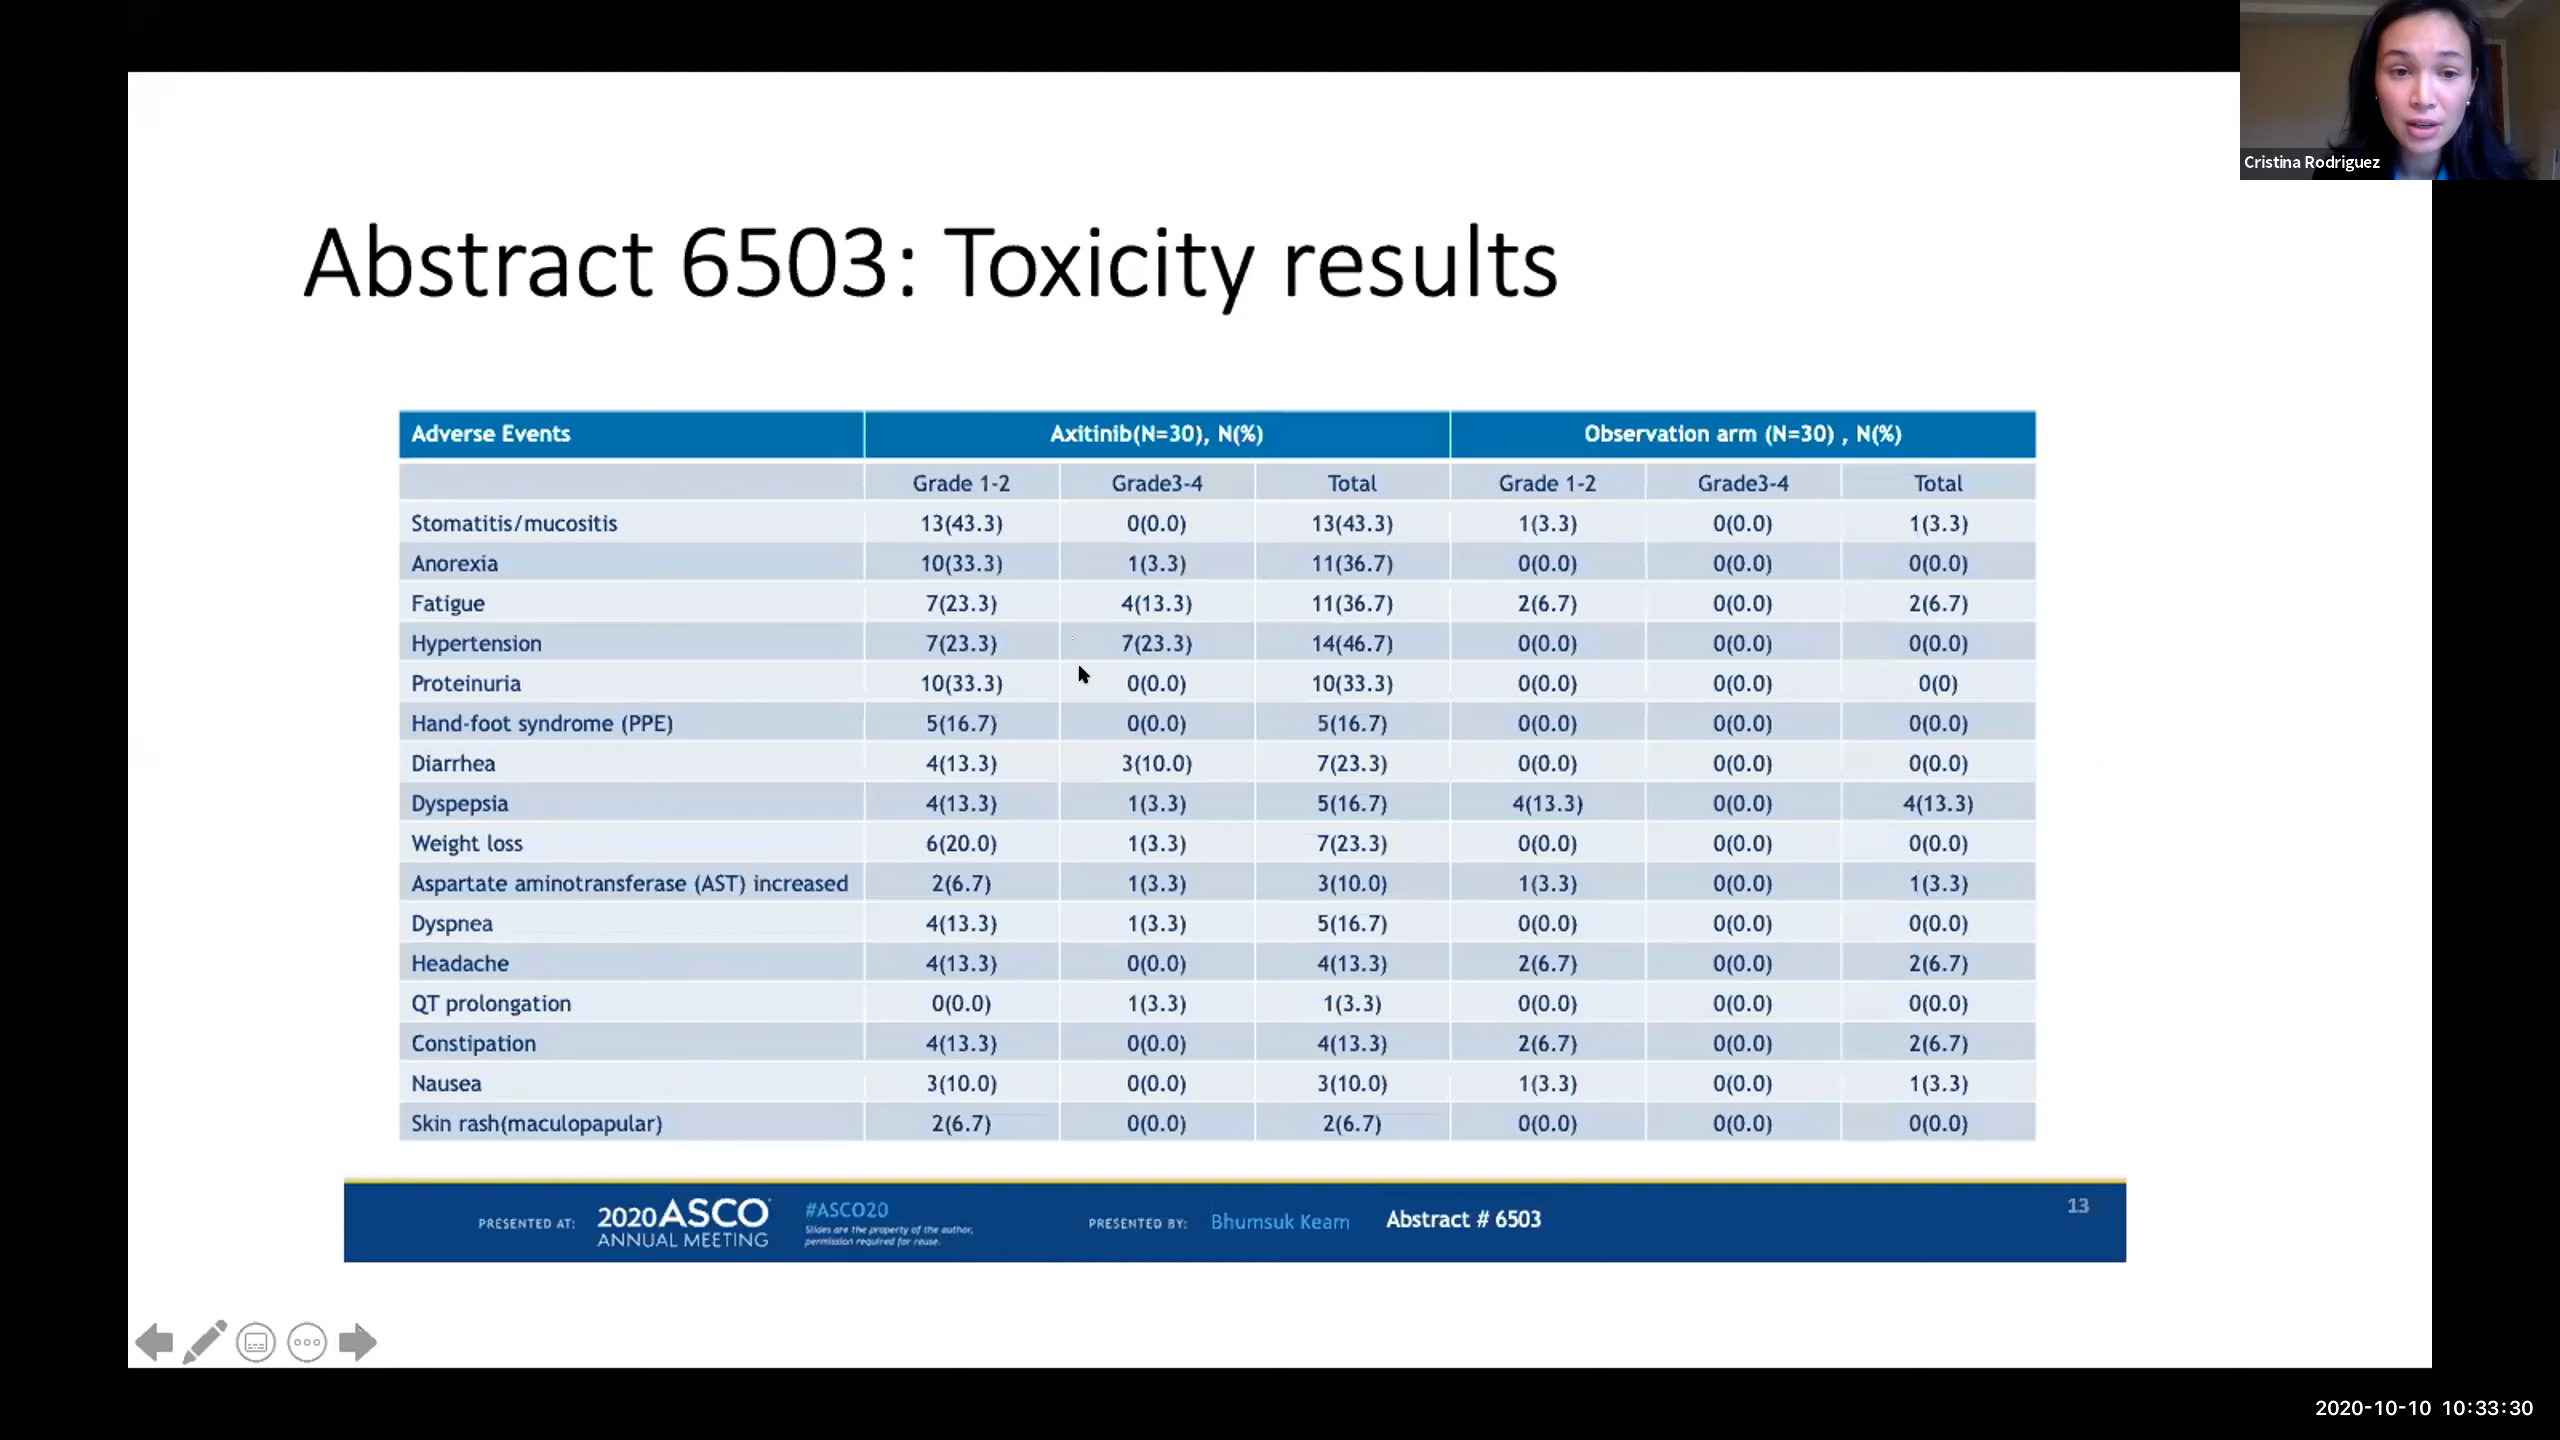 Cristina Rodriguez
Abstract 6503: Toxicity results
Adverse Events Axitinib(N=30), N(%) Observation arm (N=30) , N(%)
Grade 1-2 Grade3-4 Total Grade 1-2 Grade3-4 Total
Stomatitis/mucositis 13(43.3) 0(0.0) 13(43.3) 1(3.3) 0(0.0) 1(3.3)
Anorexia 10(33.3) 1(3.3) 11(36.7) 0(0.0) 0(0.0) 0(0.0)
Fatigue 7(23.3) 4(13.3) 11(36.7) 2(6.7) 0(0.0) 2(6.7)
Hypertension 7(23.3) 7(23.3) 14(46.7) 0(0.0) 0(0.0) 0(0.0)
Proteinuria 10(33.3) 0(0.0) 10(33.3) 0(0.0) 0(0.0) 0(0)
Hand-foot syndrome (PPE) 5(16.7) 0(0.0) 5(16.7) 0(0.0) 0(0.0) 0(0.0)
Diarrhea 4(13.3) 3(10.0) 7(23.3) 0(0.0) 0(0.0) 0(0.0)
Dyspepsia 4(13.3) 1(3.3) 5(16.7) 4(13.3) 0(0.0) 4(13.3)
Weight loss 6(20.0) 1(3.3) 7(23.3) 0(0.0) 0(0.0) 0(0.0)
Aspartate aminotransferase (AST) increased 2(6.7) 1(3.3) 3(10.0) 1(3.3) 0(0.0) 1(3.3)
Dyspnea 4(13.3) 1(3.3) 5(16.7) 0(0.0) 0(0.0) 0(0.0)
Headache 4(13.3) 0(0.0) 4(13.3) 2(6.7) 0(0.0) 2(6.7)
QT prolongation 0(0.0) 1(3.3) 1(3.3) 0(0.0) 0(0.0) 0(0.0)
Constipation 4(13.3) 0(0.0) 4(13.3) 2(6.7) 0(0.0) 2(6.7)
Nausea 3(10.0) 0(0.0) 3(10.0) 1(3.3) 0(0.0) 1(3.3)
Skin rash(maculopapular) 2(6.7) 0(0.0) 2(6.7) 0(0.0) 0(0.0) 0(0.0)
PRESENTED AT: 2020 ASCO
ANNUAL MEETING
#ASCO20
Slides are the property of the author,
permission required for reuse.
PRESENTED BY: Bhumsuk Keam Abstract # 6503
13
2020-10-10 10:33:30